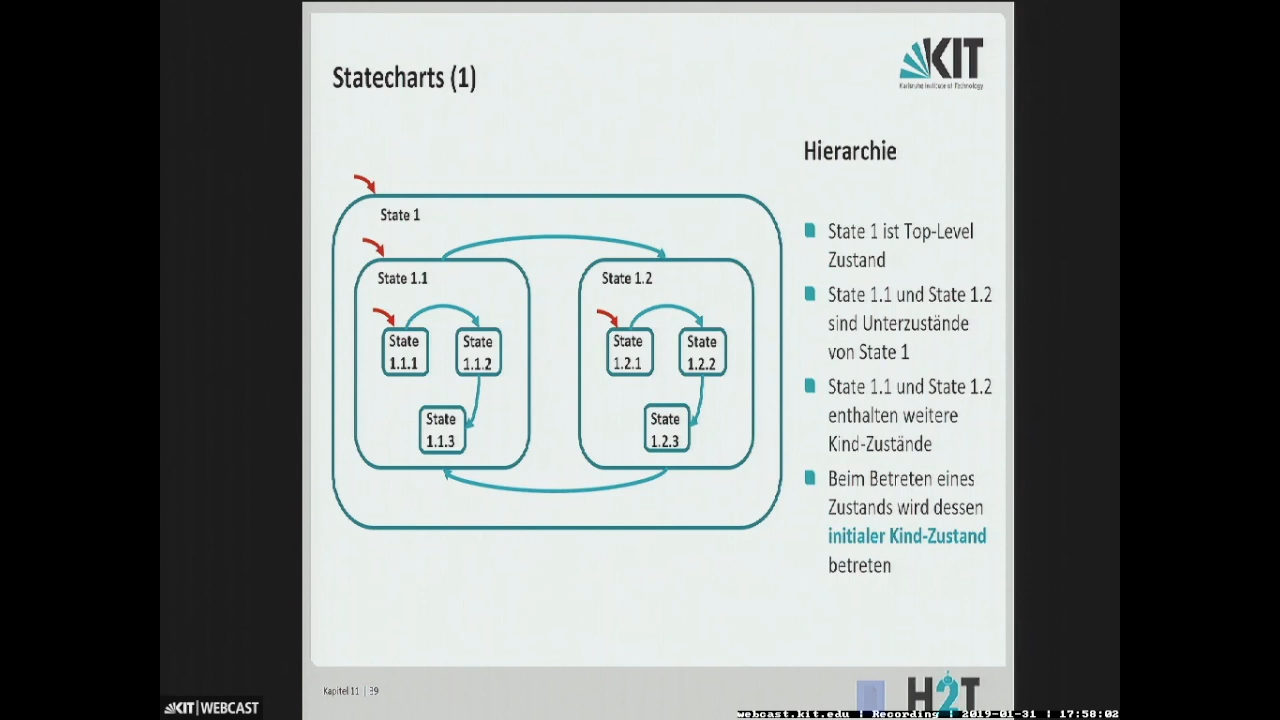 Statecharts (1)
KIT
Karlsruhe Institute of Technology
Hierarchie
State 1
State 1.1
State 1.2
State
1.1.1
State
1.1.2
State
1.1.3
State
1.2.1
State
1.2.2
State
1.2.3
State 1 ist Top-Level
Zustand
State 1.1 und State 1.2
sind Unterzustände
von State 1
State 1.1 und State 1.2
enthalten weitere
Kind-Zustände
Beim Betreten eines
Zustands wird dessen
initialer Kind-Zustand
betreten
Kapitel 11 | 39
H2T
KIT | WEBCAST
webcast.kit.edu | Recording | 2019-01-31 | 17:58:02